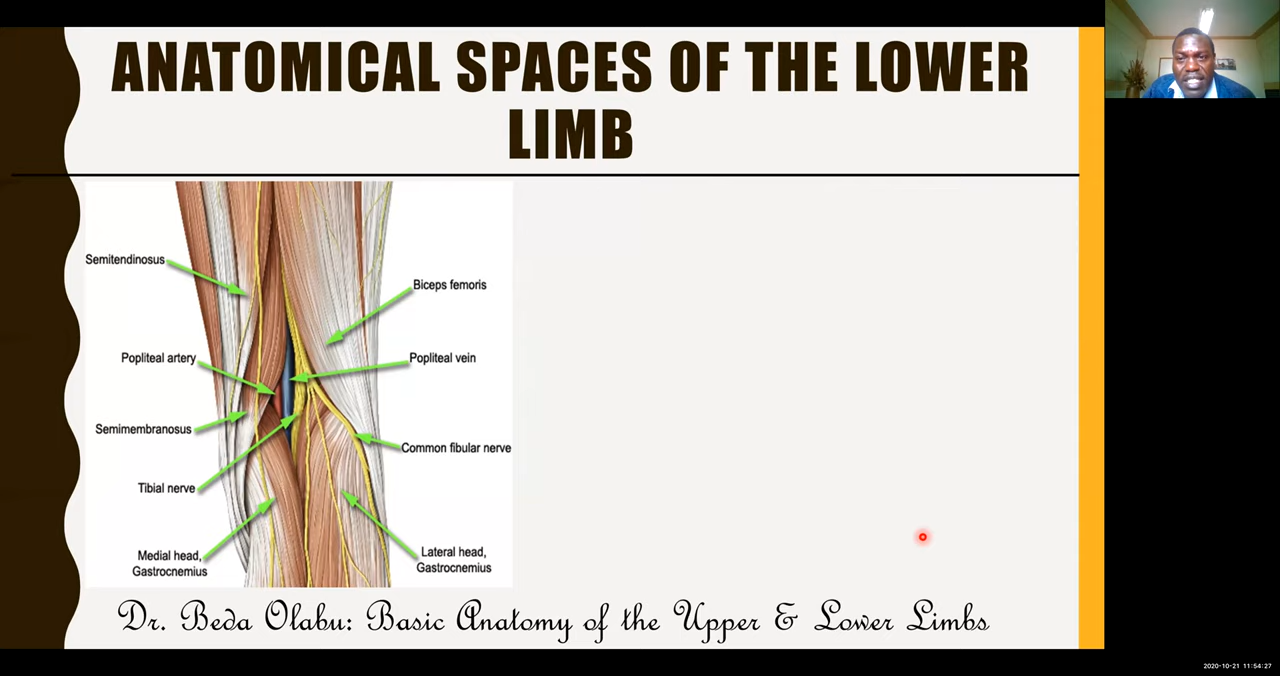 ANATOMICAL SPACES OF THE LOWER
LIMB
Semitendinosus
Biceps femoris
Popliteal artery
Popliteal vein
Semimembranosus
Common fibular nerve
Tibial nerve
Medial head,
Gastrocnemius
Lateral head,
Gastrocnemius
Dr. Beda Olabu: Basic Anatomy of the Upper & Lower Limbs
2020-10-21 11:54:27